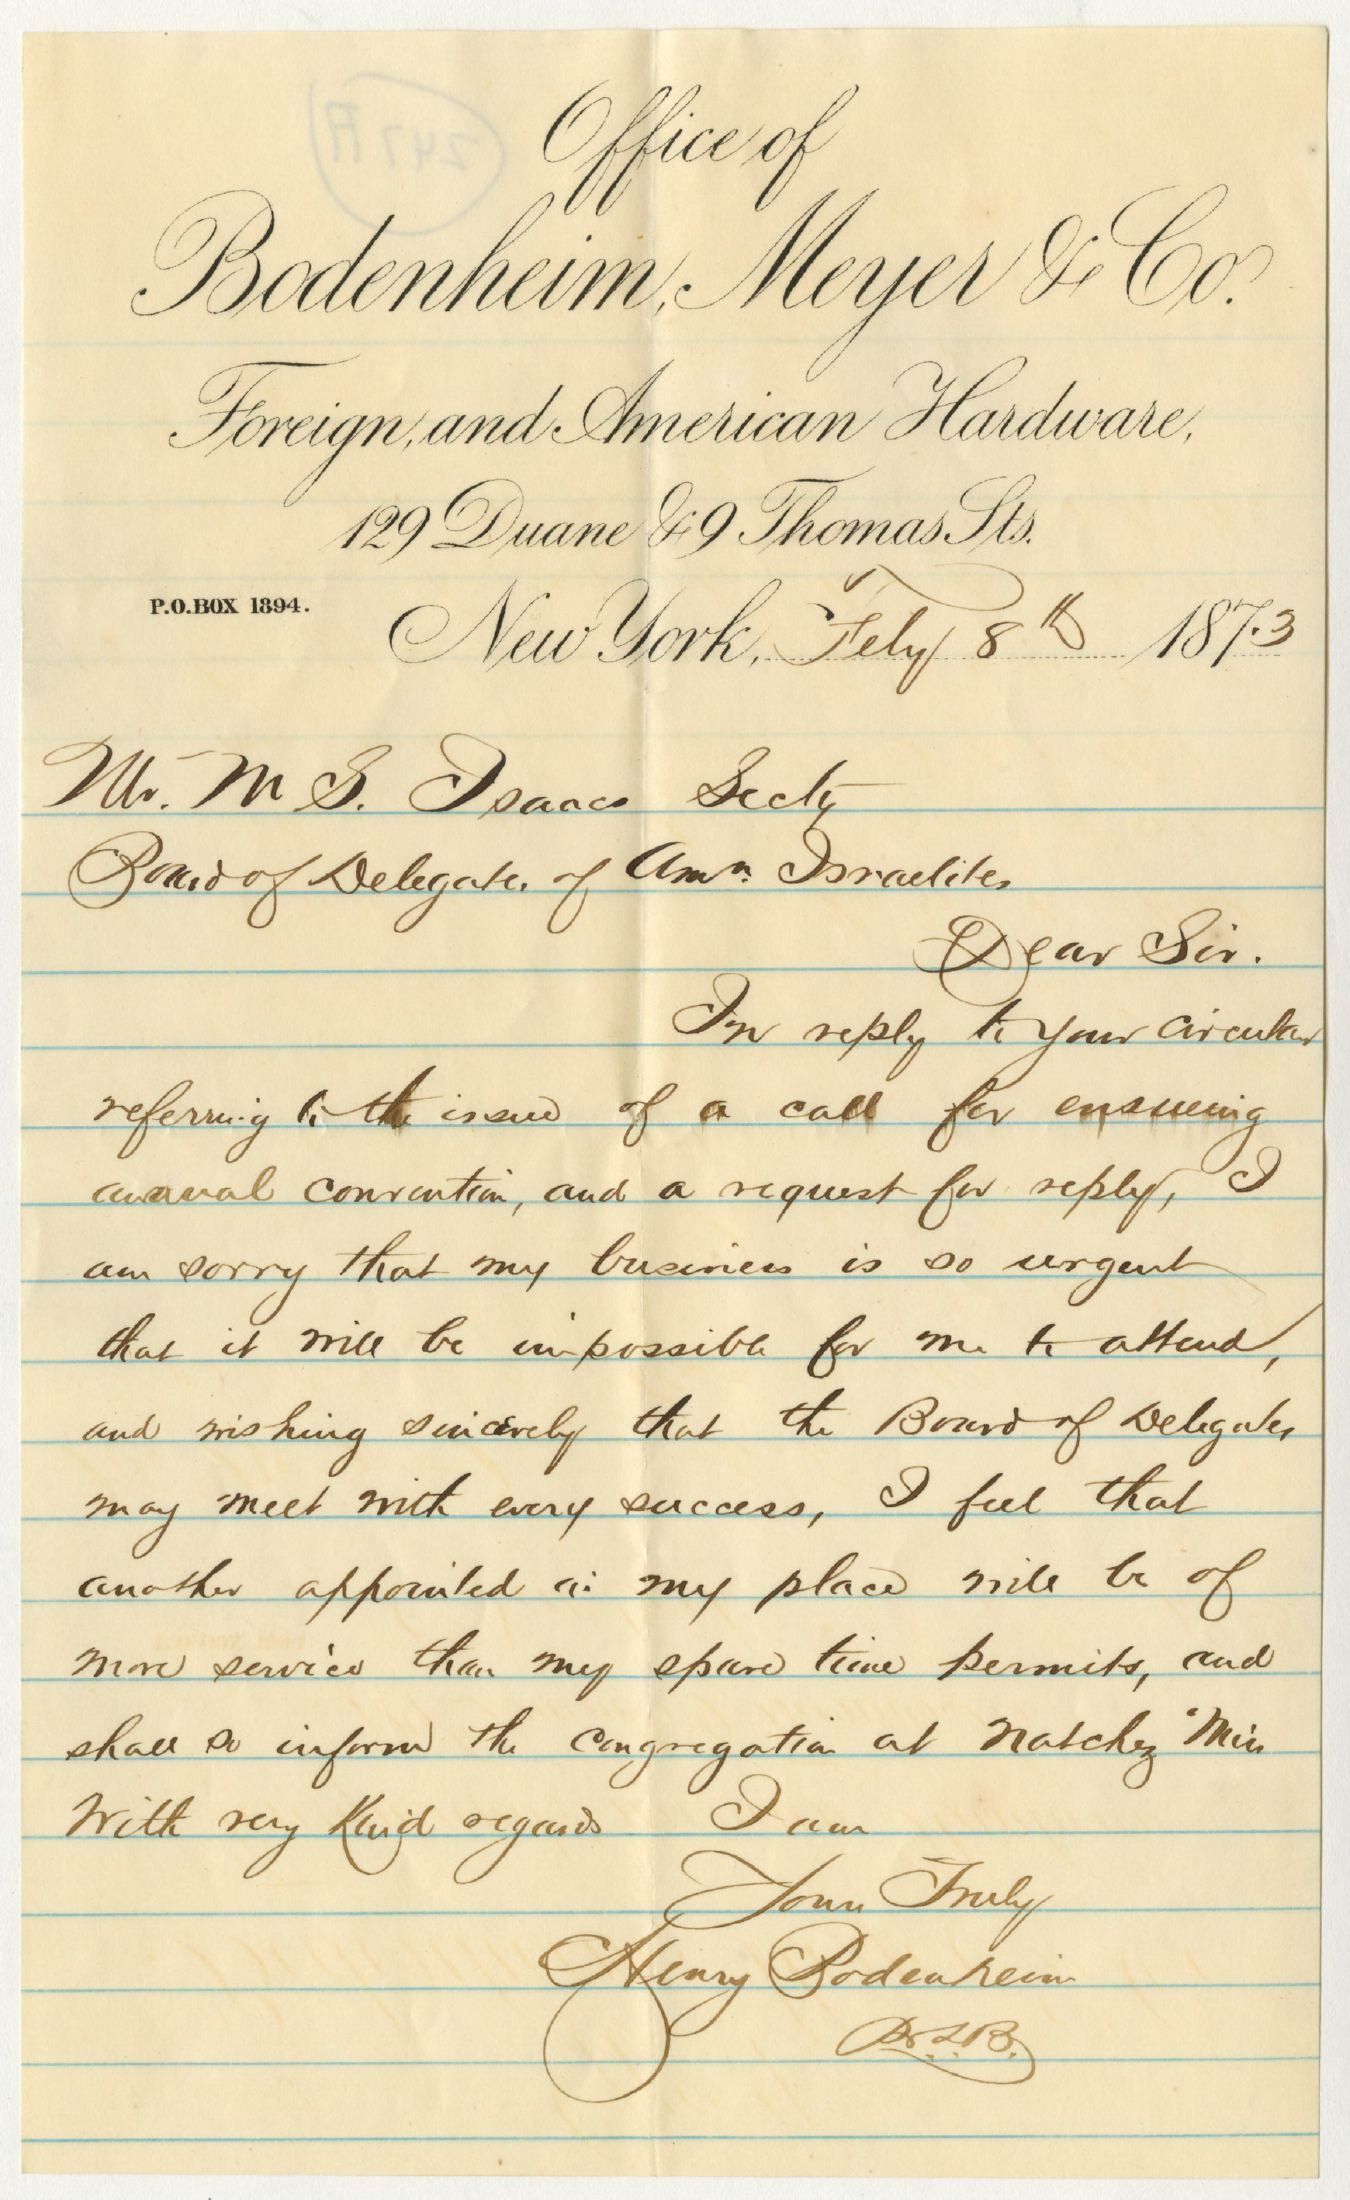 Office of
Bodenheim, Meyer & Co.
Foreign, and American Hardware,
129 Duane & 9 Thomas Sts.
P.O. BOX 1894.
New York, Feby 8th 1873
Mr. M S. Isaacs Secty
Board of Delegates of Amn. Israelites
Dear Sir.
In reply to your circular
referring to the issue of a call for ensueing
annual convention, and a request for reply, I
am sorry that my business is so urgent
that it will be impossible for me to attend,
and wishing sincerely that the Board of Delegates
may meet with every success, I feel that
another appointed in my place will be of
more service than my spare time permits, and
shall so inform the congregation at Natchez Miss
With very Kind regards I am
Yours Truly
Henry Bodenheim
247 A